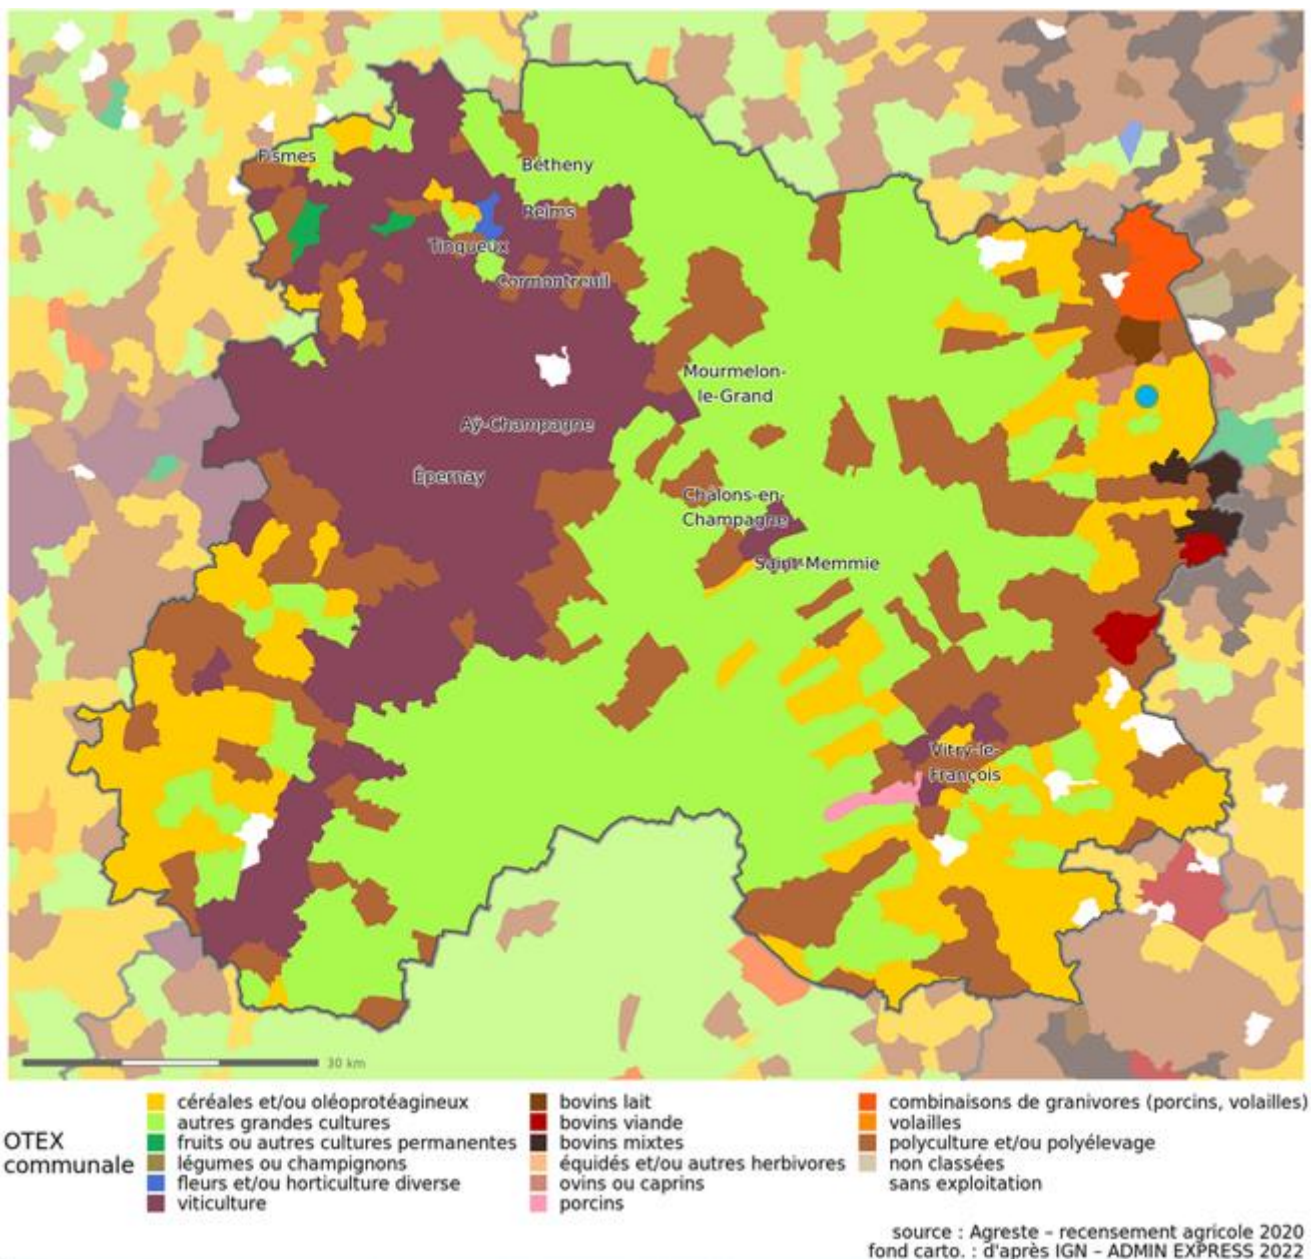 Fismes
Bétheny
Reims
Tinqueux
Cormontreuil
Mourmelon-
le-Grand
Aÿ-Champagne
Épernay
Châlons-en-
Champagne
Saint-Memmie
Vitry-le-
François
30 km
OTEX
communale
céréales et/ou oléoprotéagineux
autres grandes cultures
fruits ou autres cultures permanentes
légumes ou champignons
fleurs et/ou horticulture diverse
viticulture
bovins lait
bovins viande
bovins mixtes
équidés et/ou autres herbivores
ovins ou caprins
porcins
combinaisons de granivores (porcins, volailles)
volailles
polyculture et/ou polyélevage
non classées
sans exploitation
source : Agreste – recensement agricole 2020
fond carto. : d'après IGN – ADMIN EXPRESS 2022